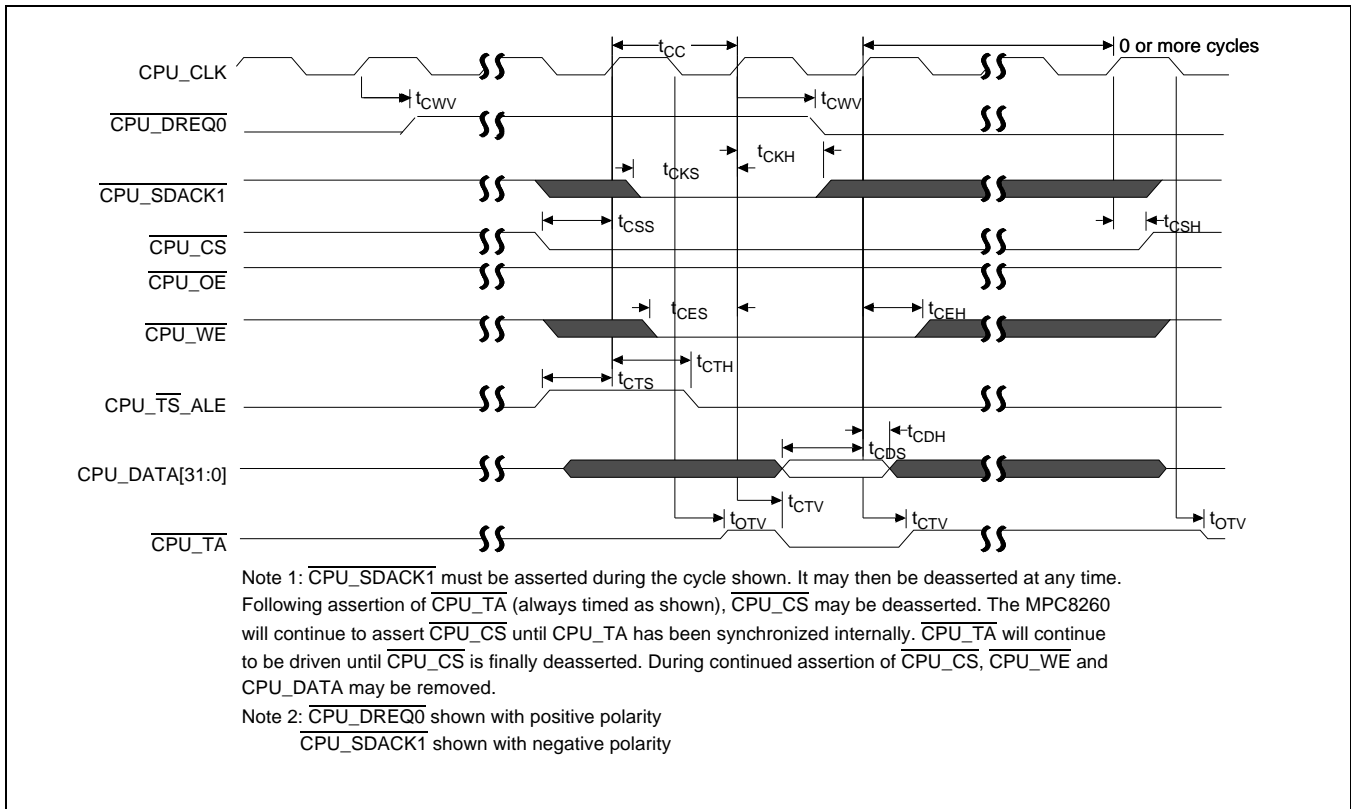 tCC
0 or more cycles
CPU_CLK
tCWV
tCWV
CPU_DREQ0
tCKH
tCKS
CPU_SDACK1
tCSS
tCSH
CPU_CS
CPU_OE
tCES
tCEH
CPU_WE
tCTH
tCTS
CPU_TS_ALE
tCDH
tCDS
CPU_DATA[31:0]
tCTV
tOTV
tCTV
tOTV
CPU_TA
Note 1: CPU_SDACK1 must be asserted during the cycle shown. It may then be deasserted at any time.
Following assertion of CPU_TA (always timed as shown), CPU_CS may be deasserted. The MPC8260
will continue to assert CPU_CS until CPU_TA has been synchronized internally. CPU_TA will continue
to be driven until CPU_CS is finally deasserted. During continued assertion of CPU_CS, CPU_WE and
CPU_DATA may be removed.
Note 2: CPU_DREQ0 shown with positive polarity
CPU_SDACK1 shown with negative polarity